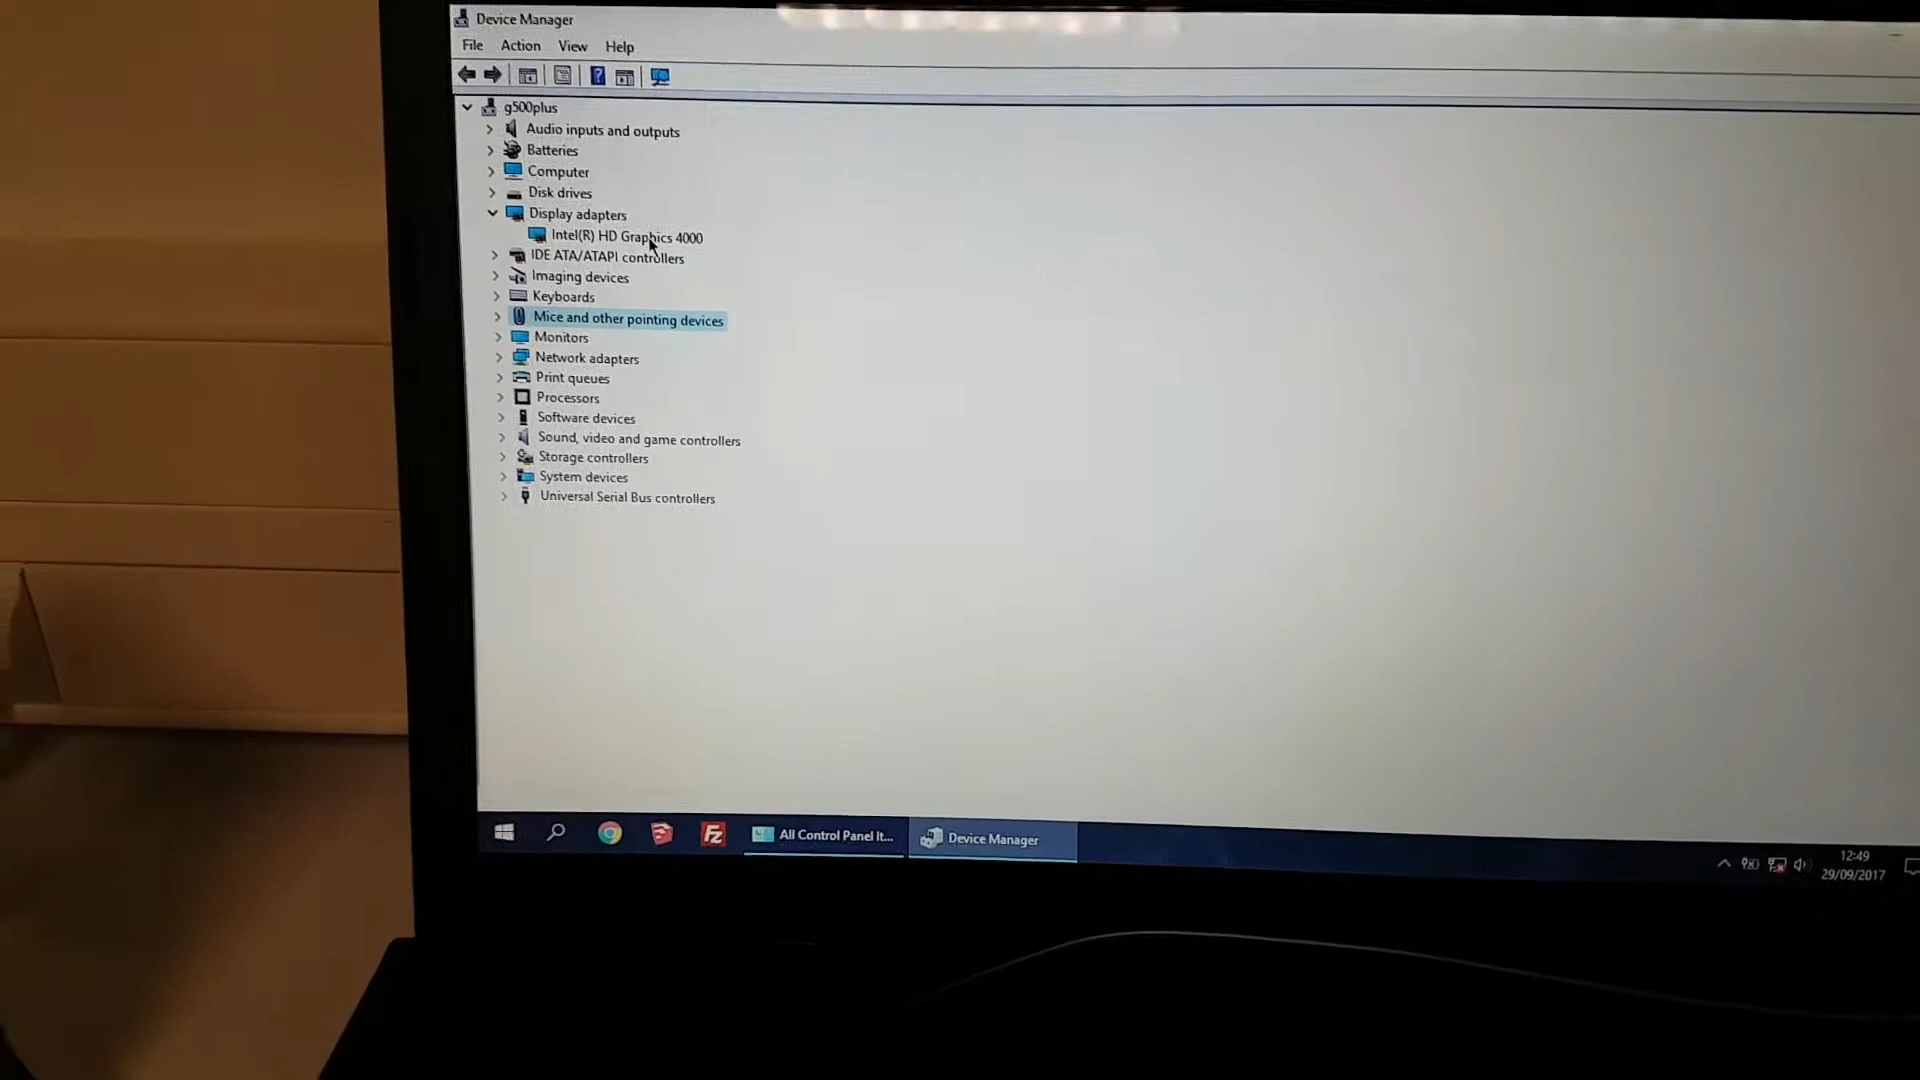 Device Manager
File Action View Help
g500plus
Audio inputs and outputs
Batteries
Computer
Disk drives
Display adapters
Intel(R) HD Graphics 4000
IDE ATA/ATAPI controllers
Imaging devices
Keyboards
Mice and other pointing devices
Monitors
Network adapters
Print queues
Processors
Software devices
Sound, video and game controllers
Storage controllers
System devices
Universal Serial Bus controllers
Fz All Control Panel It... Device Manager
12:49
29/09/2017